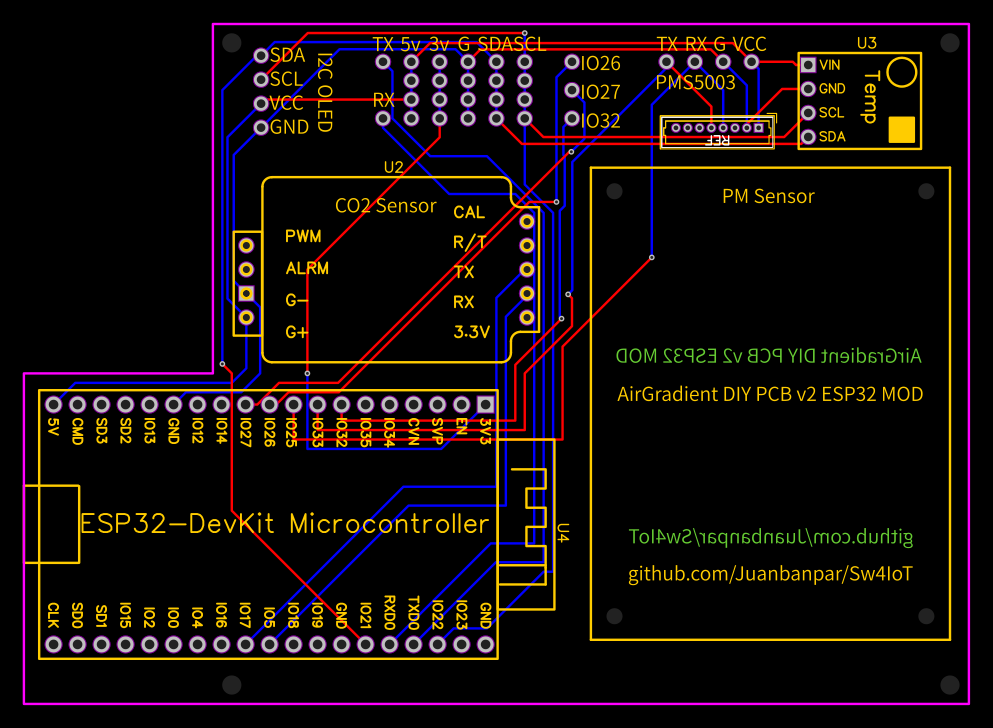 SDA
SCL
VCC
GND
I2C OLED
TX 5v 3v G SDASCL
RX
IO26
IO27
IO32
TX RX G VCC
PMS5003
REF
U3
VIN
GND
SCL
SDA
Temp
U2
CO2 Sensor
PWM
ALRM
G-
G+
CAL
R/T
TX
RX
3.3V
PM Sensor
AirGradient DIY PCB v2 ESP32 MOD
AirGradient DIY PCB v2 ESP32 MOD
github.com/Juanbanpar/Sw4IoT
github.com/Juanbanpar/Sw4IoT
5V
CMD
SD3
SD2
IO13
GND
IO12
IO14
IO27
IO26
IO25
IO33
IO32
IO35
IO34
CVN
SVP
EN
3V3
ESP32-DevKit Microcontroller
U4
CLK
SD0
SD1
IO15
IO2
IO0
IO4
IO16
IO17
IO5
IO18
IO19
GND
IO21
RXD0
TXD0
IO22
IO23
GND